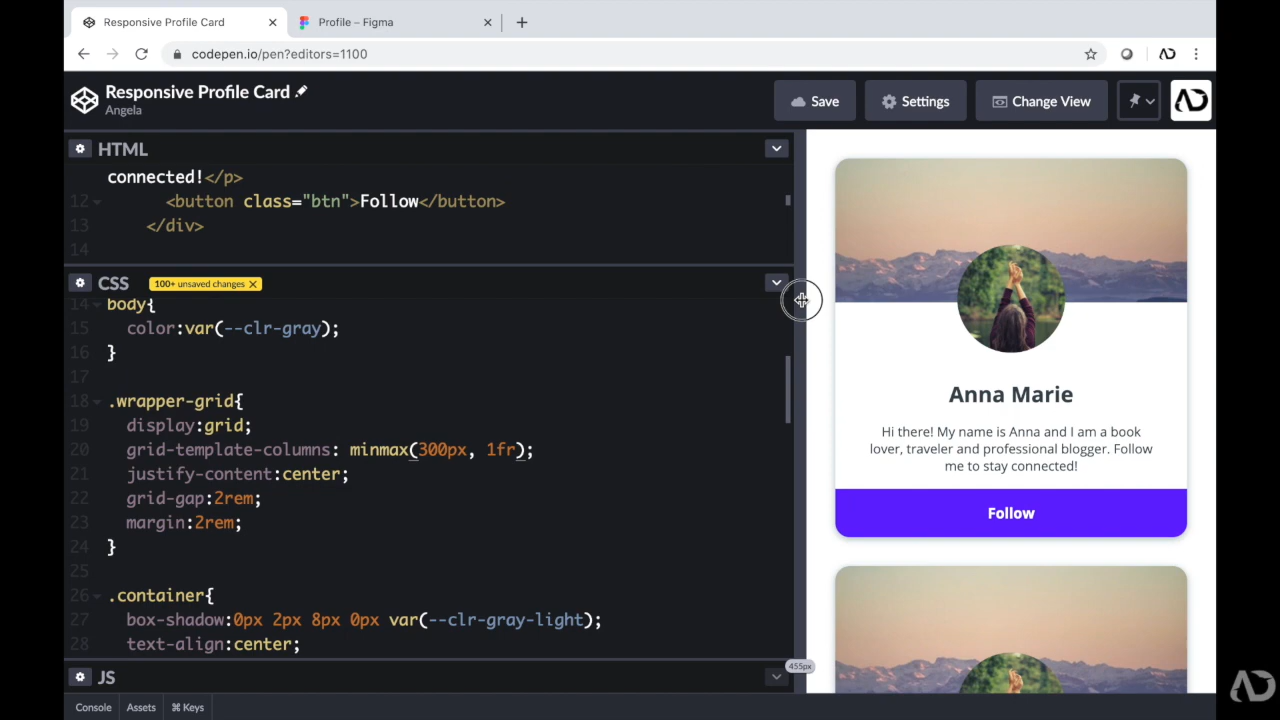 Responsive Profile Card
Profile – Figma
codepen.io/pen?editors=1100
Responsive Profile Card
Angela
Save
Settings
Change View
HTML
connected!</p>
12 <button class="btn">Follow</button>
13 </div>
14
CSS
100+ unsaved changes
14 body{
15 color:var(--clr-gray);
16 }
17
18 .wrapper-grid{
19 display:grid;
20 grid-template-columns: minmax(300px, 1fr);
21 justify-content:center;
22 grid-gap:2rem;
23 margin:2rem;
24 }
25
26 .container{
27 box-shadow:0px 2px 8px 0px var(--clr-gray-light);
28 text-align:center;
455px
JS
Console Assets ⌘ Keys
Anna Marie
Hi there! My name is Anna and I am a book
lover, traveler and professional blogger. Follow
me to stay connected!
Follow